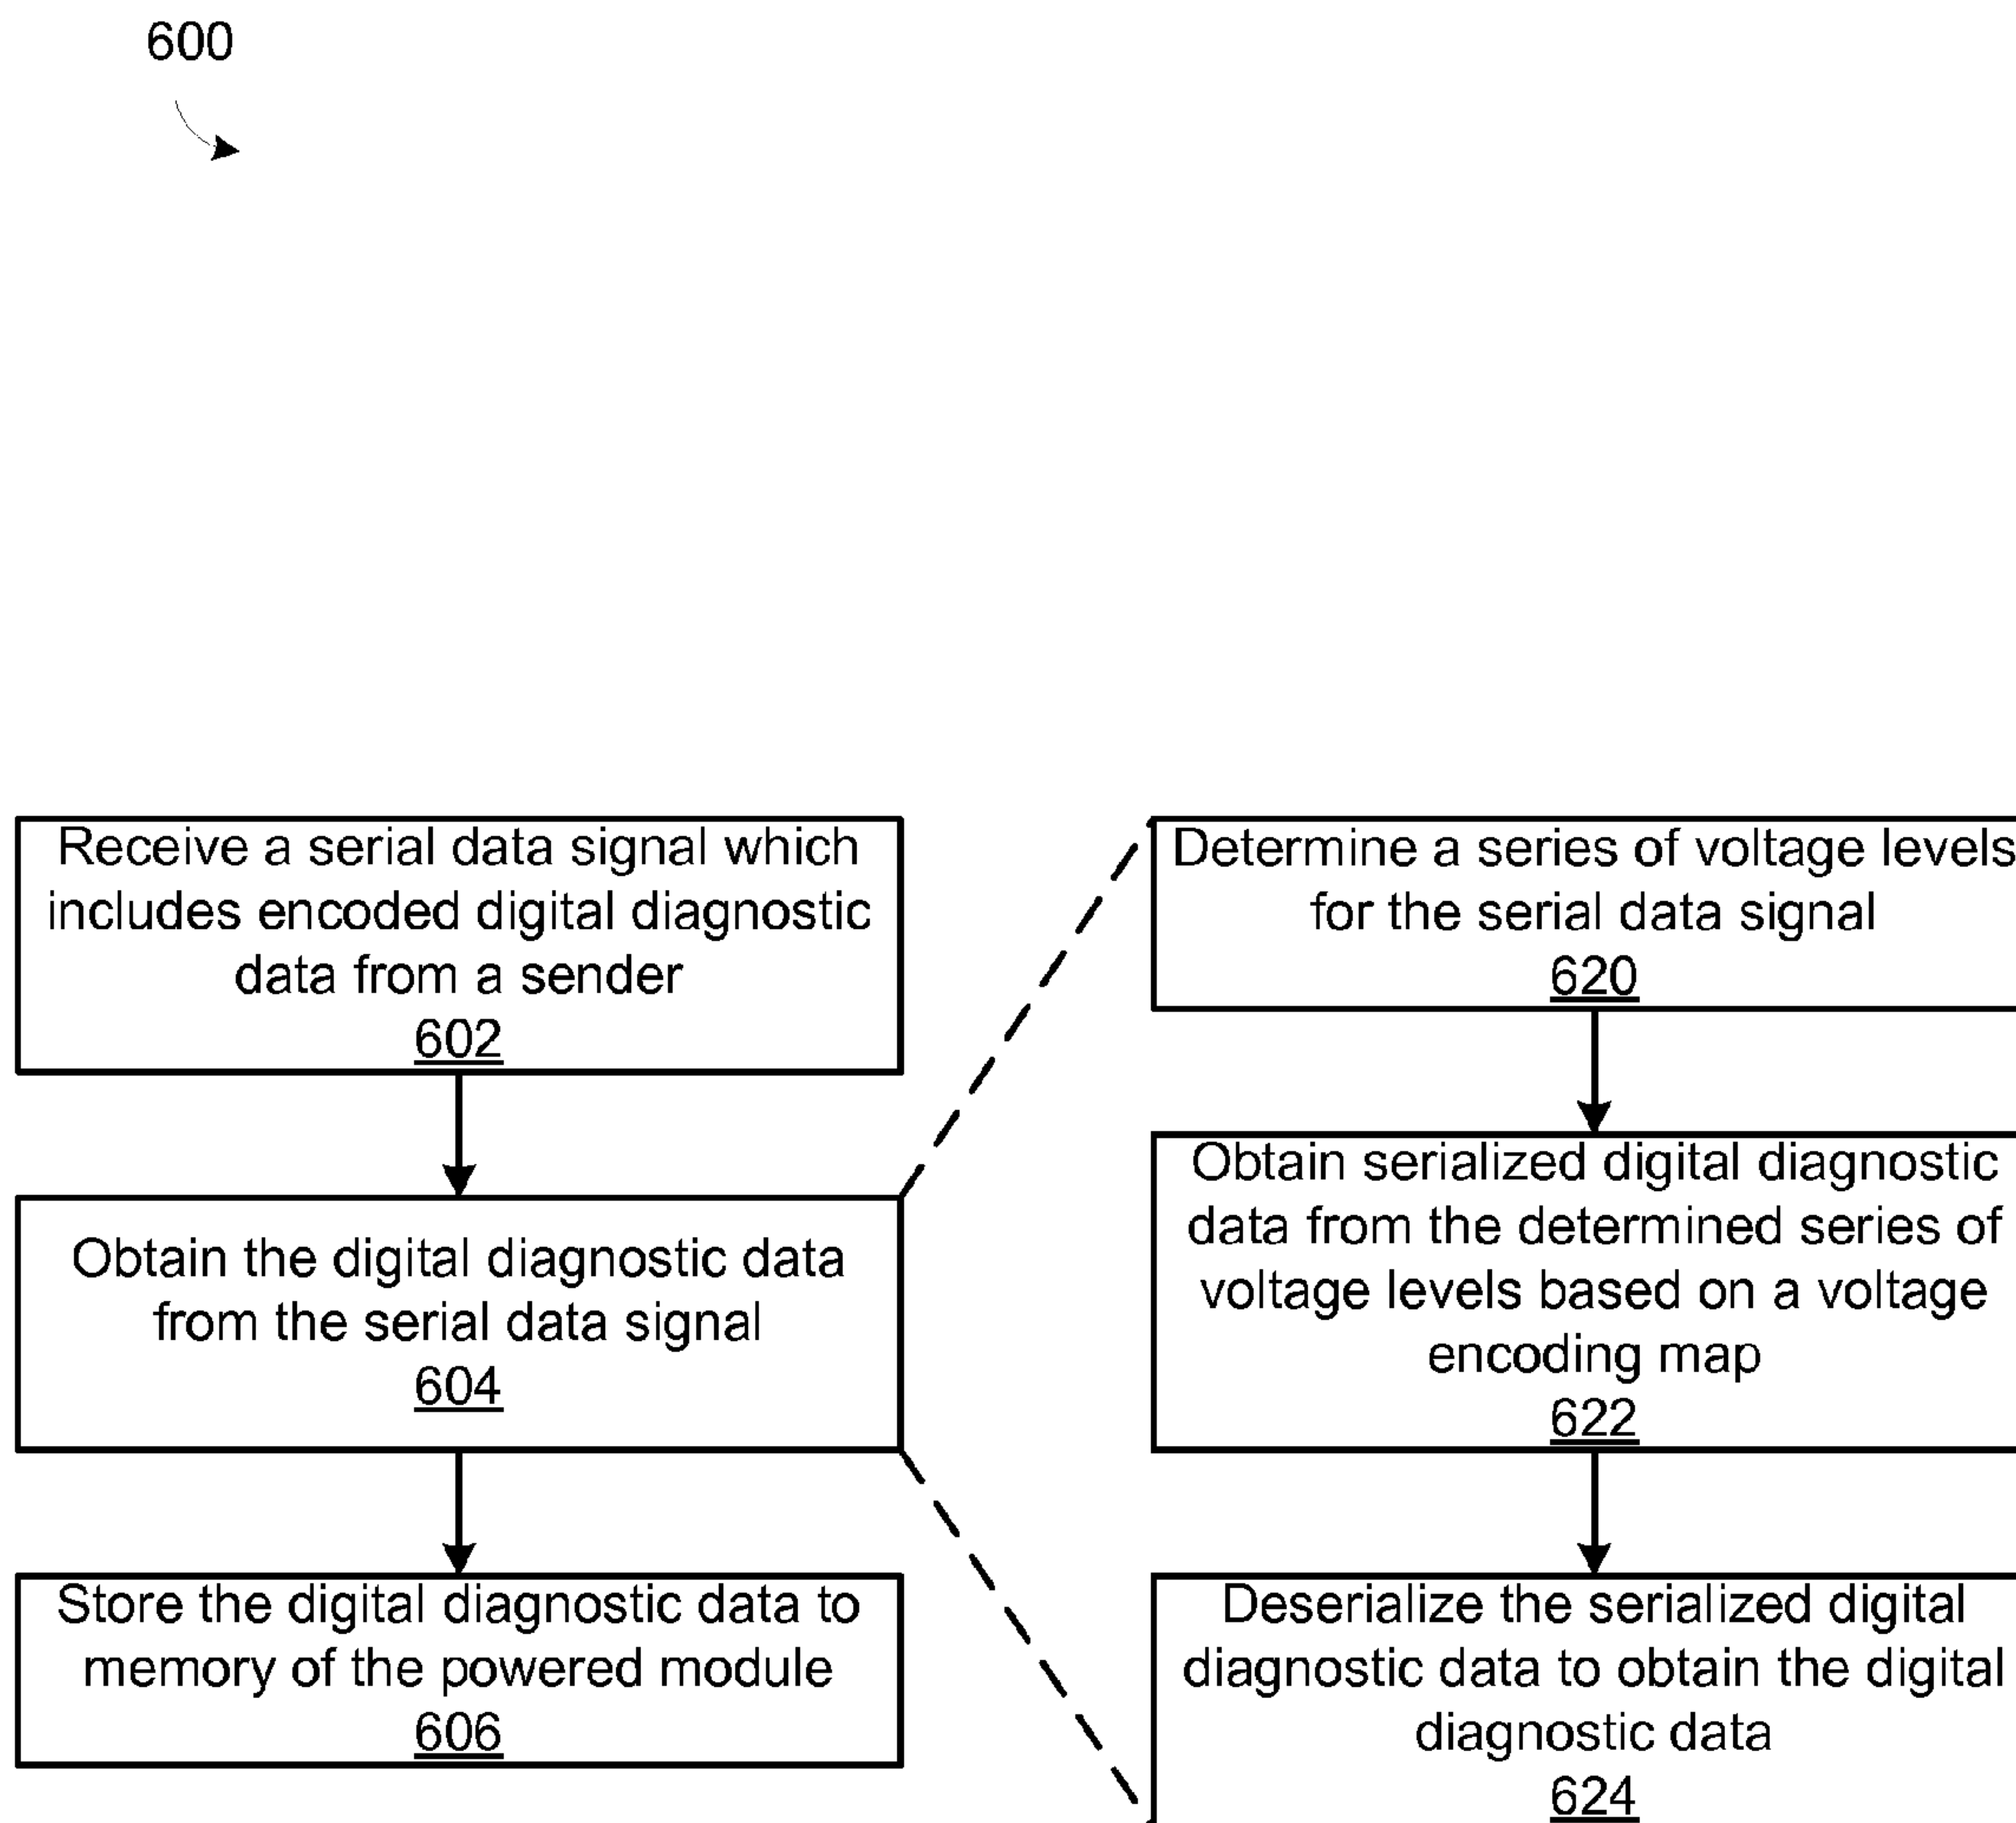 600
Receive a serial data signal which
includes encoded digital diagnostic
data from a sender
602
Obtain the digital diagnostic data
from the serial data signal
604
Store the digital diagnostic data to
memory of the powered module
606
Determine a series of voltage levels
for the serial data signal
620
Obtain serialized digital diagnostic
data from the determined series of
voltage levels based on a voltage
encoding map
622
Deserialize the serialized digital
diagnostic data to obtain the digital
diagnostic data
624